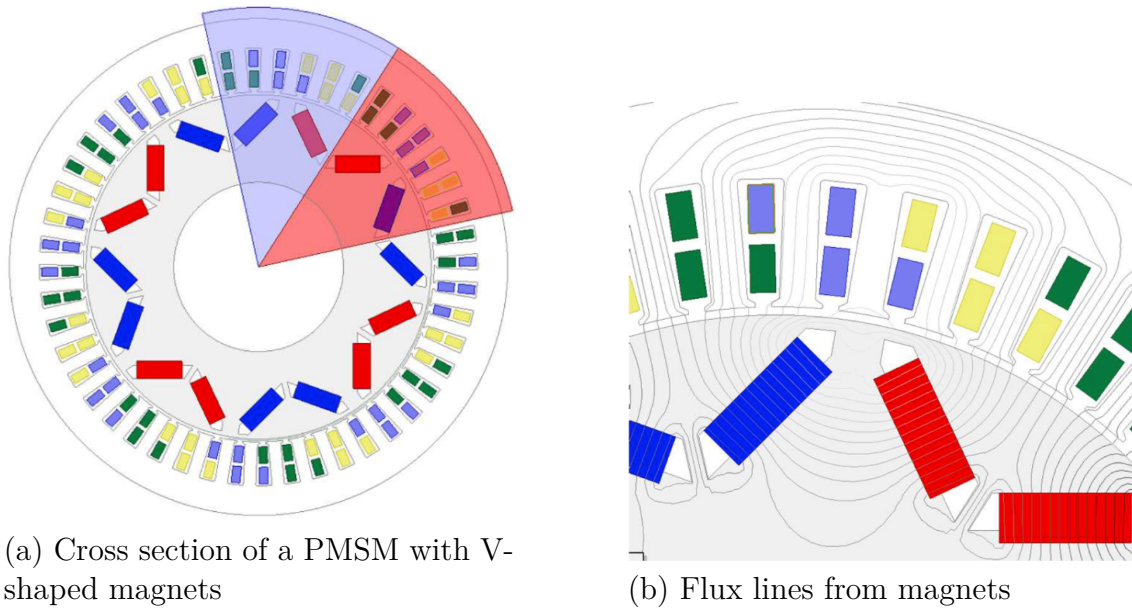 (a) Cross section of a PMSM with V-
shaped magnets
(b) Flux lines from magnets